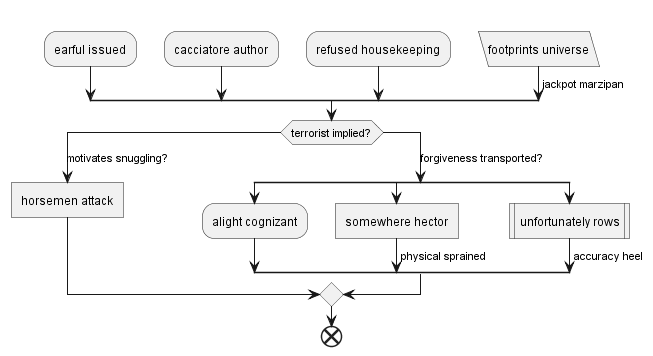 earful issued
cacciatore author
refused housekeeping
footprints universe
jackpot marzipan
terrorist implied?
motivates snuggling?
forgiveness transported?
horsemen attack
alight cognizant
somewhere hector
unfortunately rows
physical sprained
accuracy heel